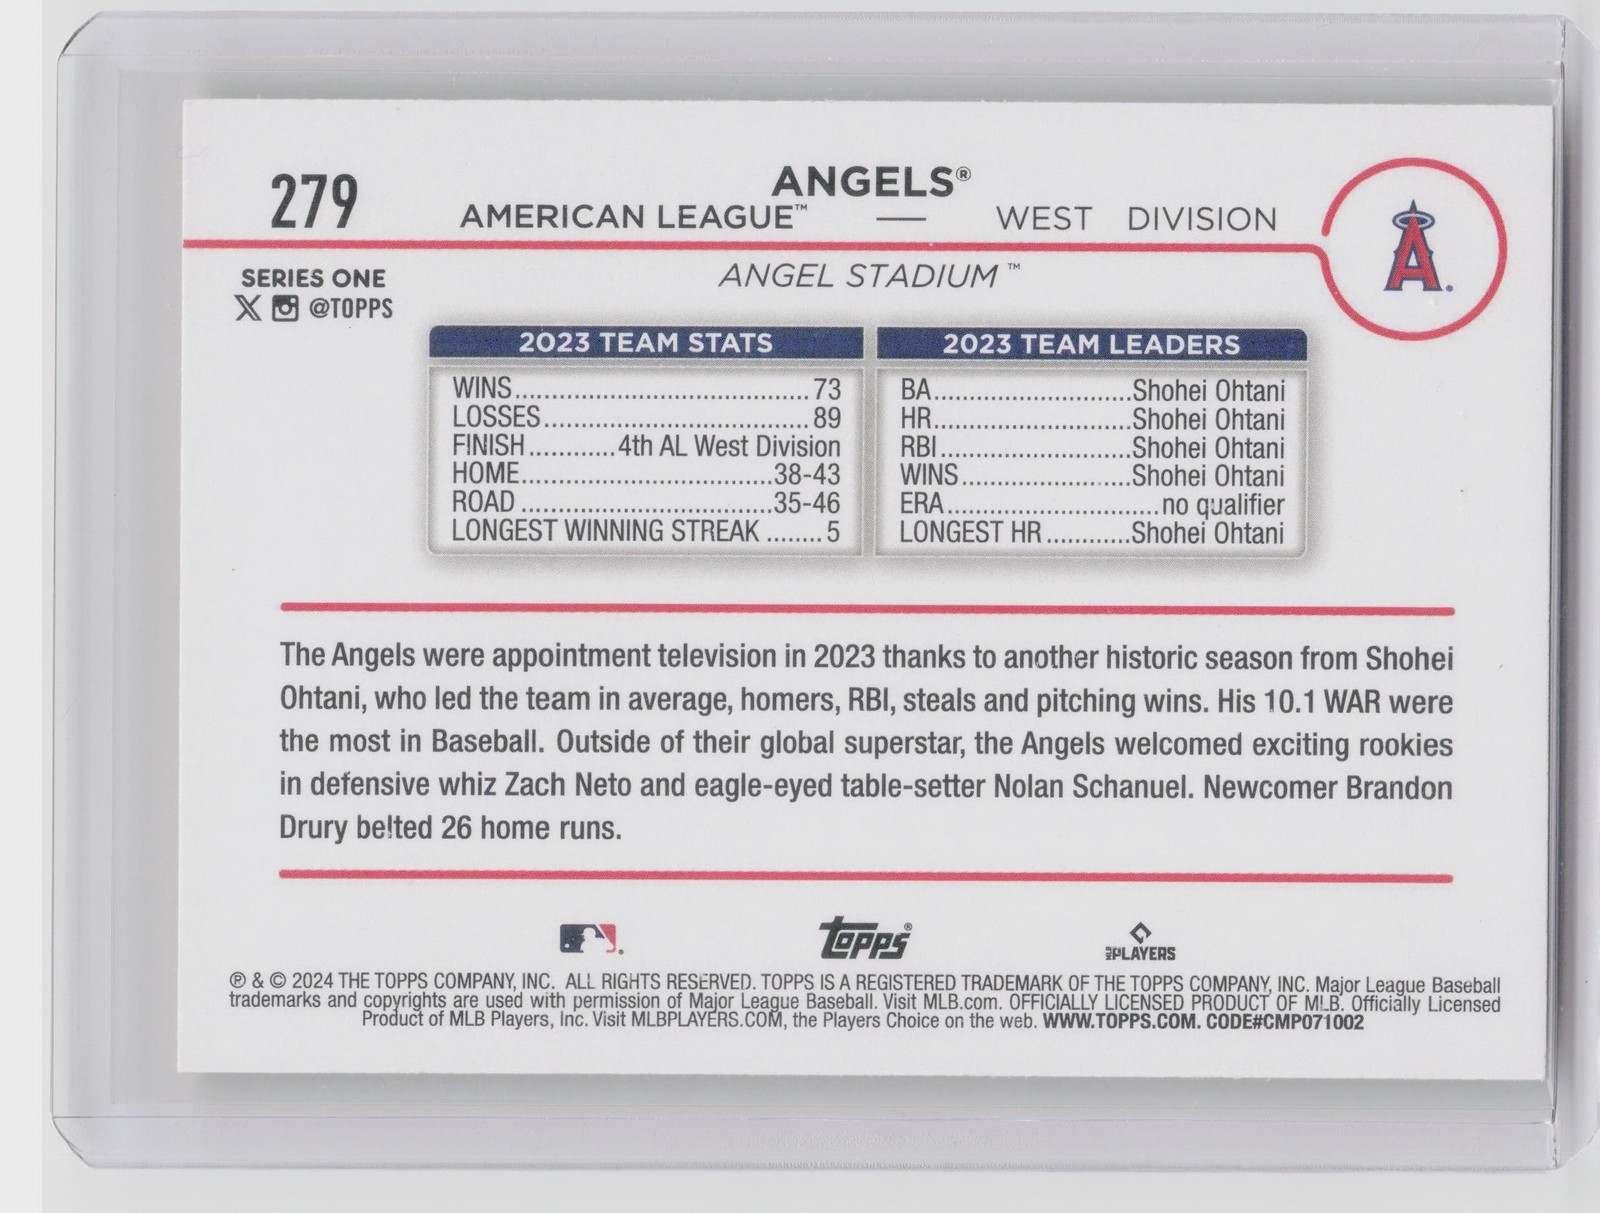 279
ANGELS®
AMERICAN LEAGUE™ — WEST DIVISION
A
SERIES ONE
X @TOPPS
ANGEL STADIUM™
2023 TEAM STATS
WINS........................................73
LOSSES....................................89
FINISH............4th AL West Division
HOME..................................38-43
ROAD ..................................35-46
LONGEST WINNING STREAK ........5
2023 TEAM LEADERS
BA...........................Shohei Ohtani
HR...........................Shohei Ohtani
RBI..........................Shohei Ohtani
WINS.......................Shohei Ohtani
ERA.............................no qualifier
LONGEST HR ............Shohei Ohtani
The Angels were appointment television in 2023 thanks to another historic season from Shohei
Ohtani, who led the team in average, homers, RBI, steals and pitching wins. His 10.1 WAR were
the most in Baseball. Outside of their global superstar, the Angels welcomed exciting rookies
in defensive whiz Zach Neto and eagle-eyed table-setter Nolan Schanuel. Newcomer Brandon
Drury belted 26 home runs.
Topps®
MLB PLAYERS
® & © 2024 THE TOPPS COMPANY, INC. ALL RIGHTS RESERVED. TOPPS IS A REGISTERED TRADEMARK OF THE TOPPS COMPANY, INC. Major League Baseball
trademarks and copyrights are used with permission of Major League Baseball. Visit MLB.com. OFFICIALLY LICENSED PRODUCT OF MLB. Officially Licensed
Product of MLB Players, Inc. Visit MLBPLAYERS.COM, the Players Choice on the web. WWW.TOPPS.COM. CODE#CMP071002